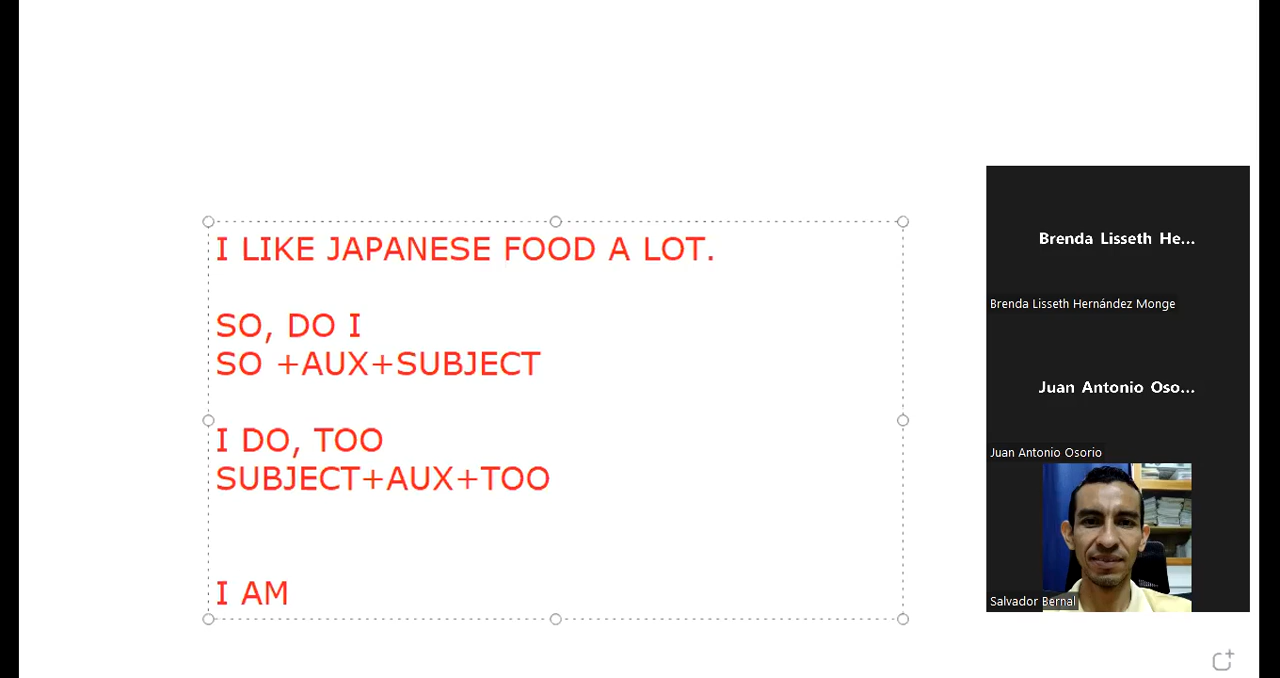 I LIKE JAPANESE FOOD A LOT.
SO, DO I
SO +AUX+SUBJECT
I DO, TOO
SUBJECT+AUX+TOO
I AM
Brenda Lisseth He...
Brenda Lisseth Hernández Monge
Juan Antonio Oso...
Juan Antonio Osorio
Salvador Bernal